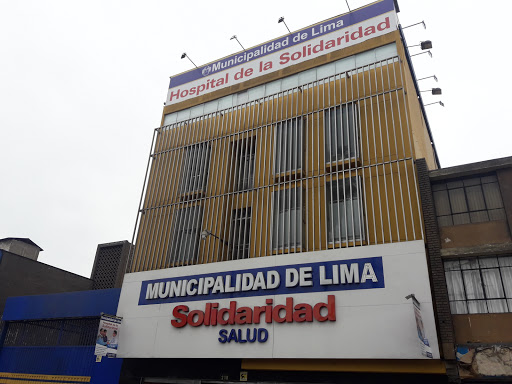 Municipalidad de Lima
Hospital de la Solidaridad
MUNICIPALIDAD DE LIMA
Solidaridad
SALUD